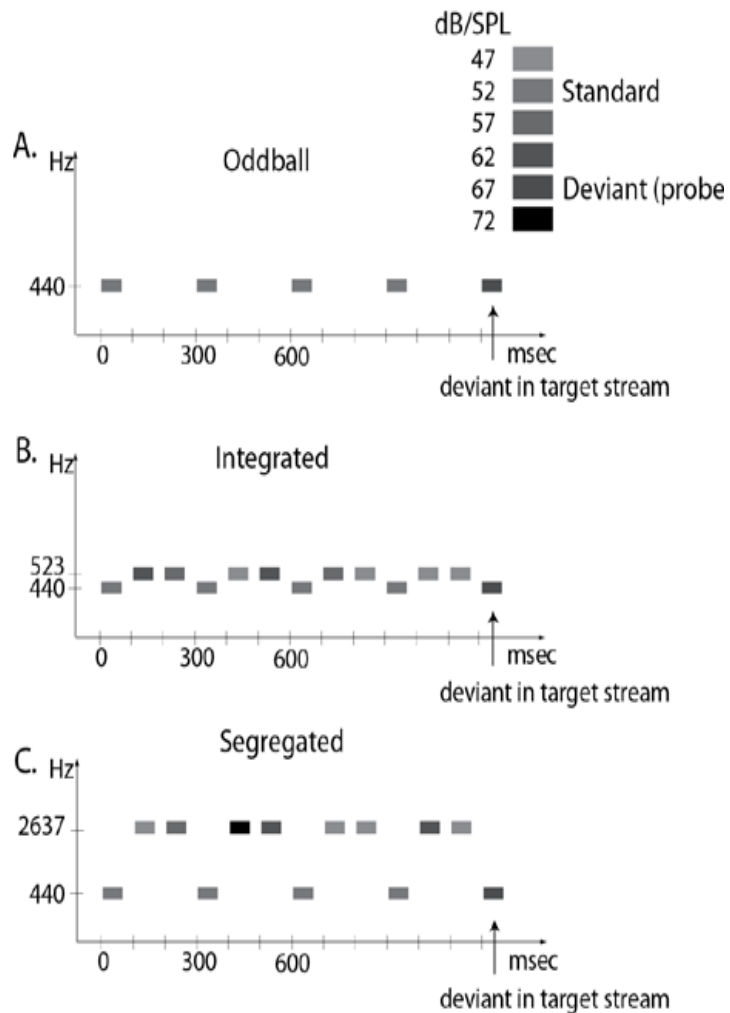 dB/SPL
47
52 Standard
57
62
67 Deviant (probe
72
A. Hz Oddball
440
0 300 600 msec
deviant in target stream
B. Hz Integrated
523
440
0 300 600 msec
deviant in target stream
Segregated
C. Hz
2637
440
0 300 600 msec
deviant in target stream